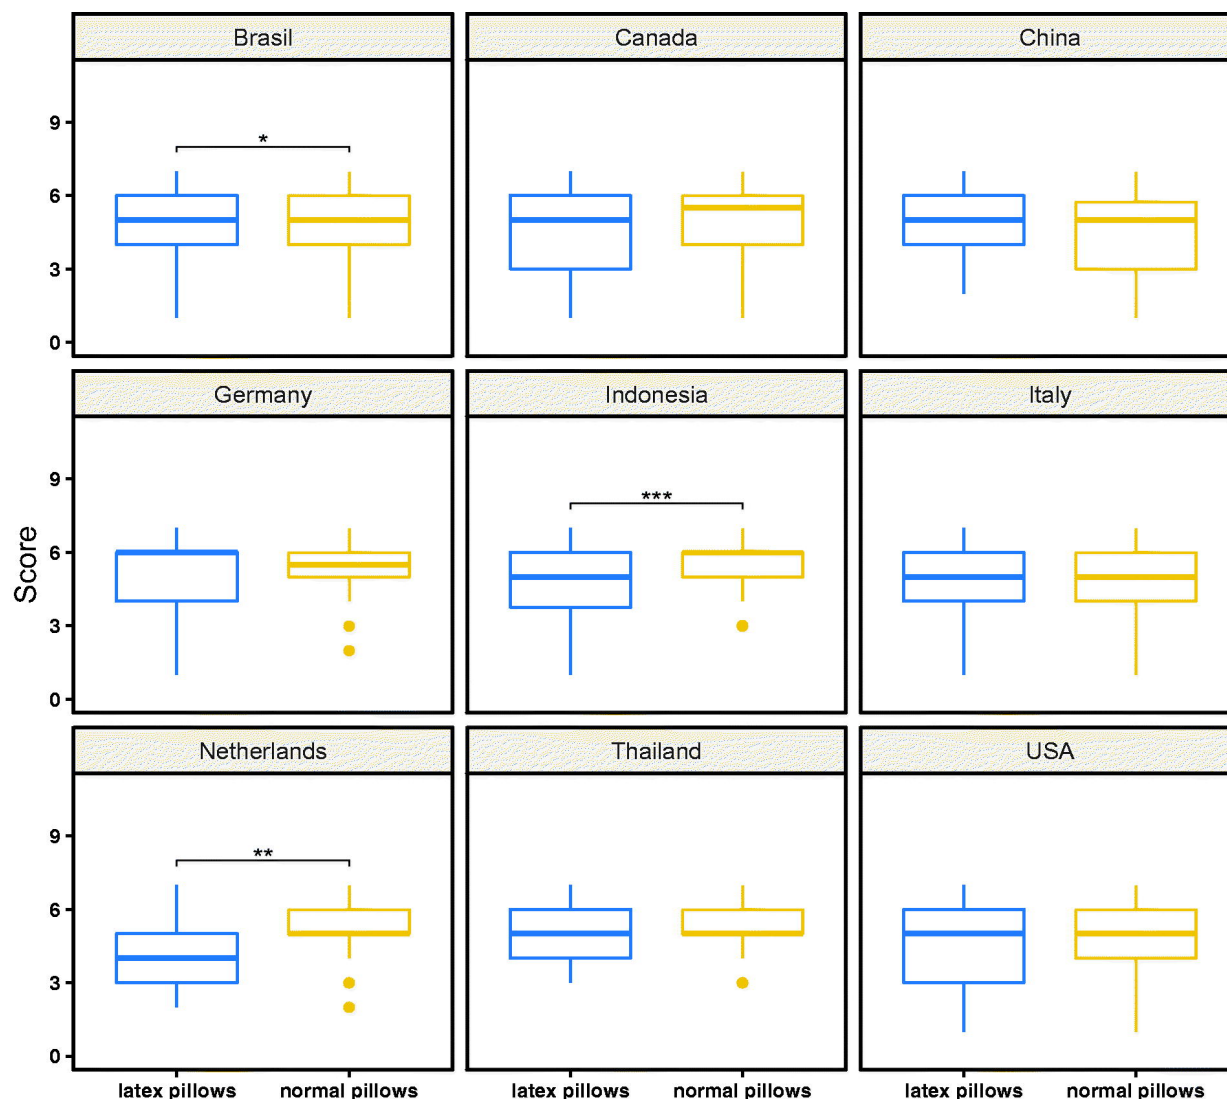 Brasil
Canada
China
9
6
3
0
*
Germany
Indonesia
Italy
Score
9
6
3
0
***
Netherlands
Thailand
USA
9
6
3
0
**
latex pillows normal pillows
latex pillows normal pillows
latex pillows normal pillows